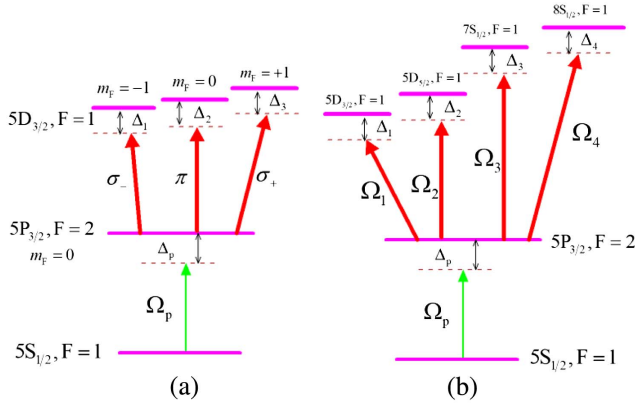 m_F = −1
m_F = 0
m_F = +1
5D_{3/2}, F = 1
Δ_1
Δ_2
Δ_3
σ_−
π
σ_+
5P_{3/2}, F = 2
m_F = 0
Δ_p
Ω_p
5S_{1/2}, F = 1
(a)
5D_{3/2}, F = 1
5D_{5/2}, F = 1
7S_{1/2}, F = 1
8S_{1/2}, F = 1
Δ_1
Δ_2
Δ_3
Δ_4
Ω_1
Ω_2
Ω_3
Ω_4
5P_{3/2}, F = 2
Δ_p
Ω_p
5S_{1/2}, F = 1
(b)